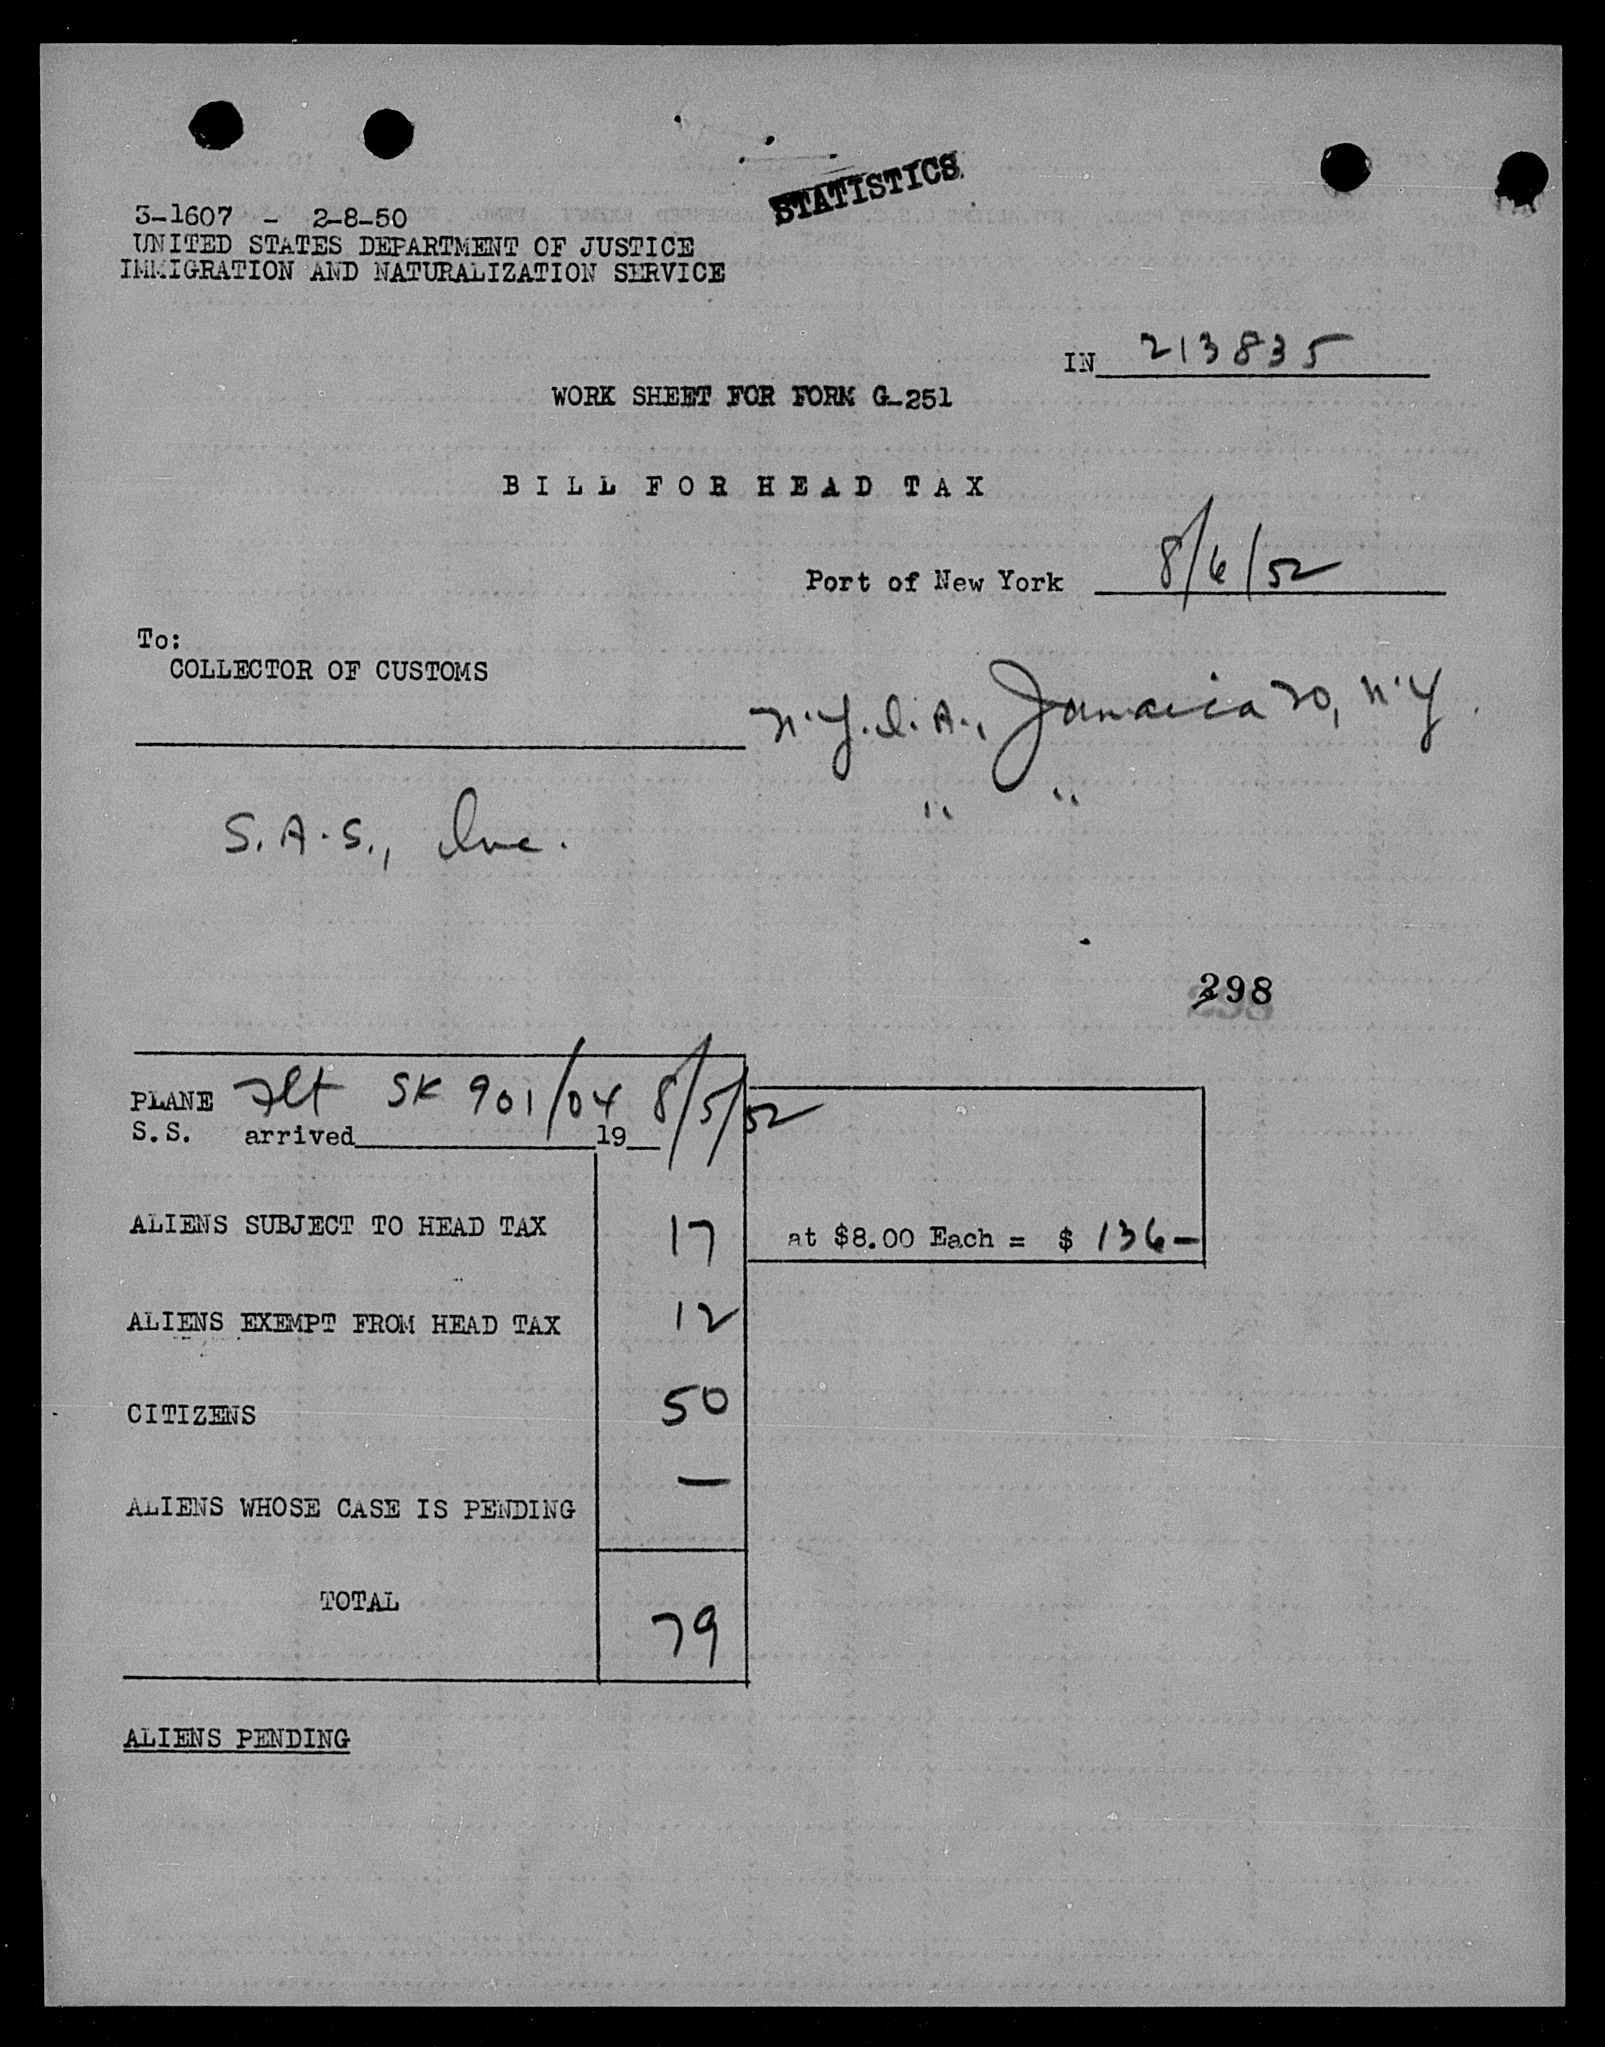 STATISTICS
3-1607 - 2-8-50
UNITED STATES DEPARTMENT OF JUSTICE
IMMIGRATION AND NATURALIZATION SERVICE
IN 213835
WORK SHEET FOR FORM G-251
BILL FOR HEAD TAX
Port of New York 8/6/52
To:
COLLECTOR OF CUSTOMS
N.Y.I.A., Jamaica 30, N.Y.
S.A.S., Inc. " "
298
PLANE Flt SK 901/04 8/5/52
S.S. arrived 19
ALIENS SUBJECT TO HEAD TAX 17 at $8.00 Each = $ 136-
ALIENS EXEMPT FROM HEAD TAX 12
CITIZENS 50
ALIENS WHOSE CASE IS PENDING —
TOTAL 79
ALIENS PENDING